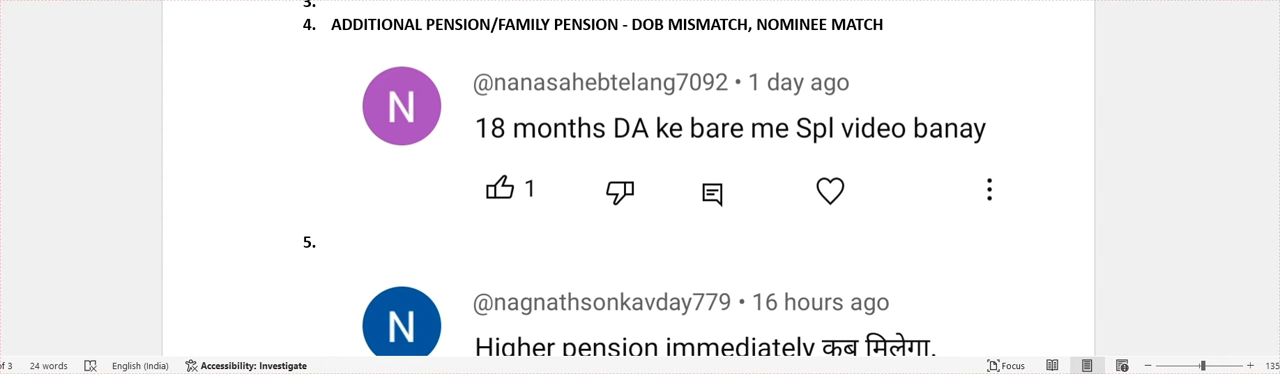 3.
4. ADDITIONAL PENSION/FAMILY PENSION - DOB MISMATCH, NOMINEE MATCH
@nanasahebtelang7092 • 1 day ago
N
18 months DA ke bare me Spl video banay
1
5.
@nagnathsonkavday779 • 16 hours ago
N
Higher pension immediately कब मिलेगा.
of 3 24 words English (India) Accessibility: Investigate Focus 135